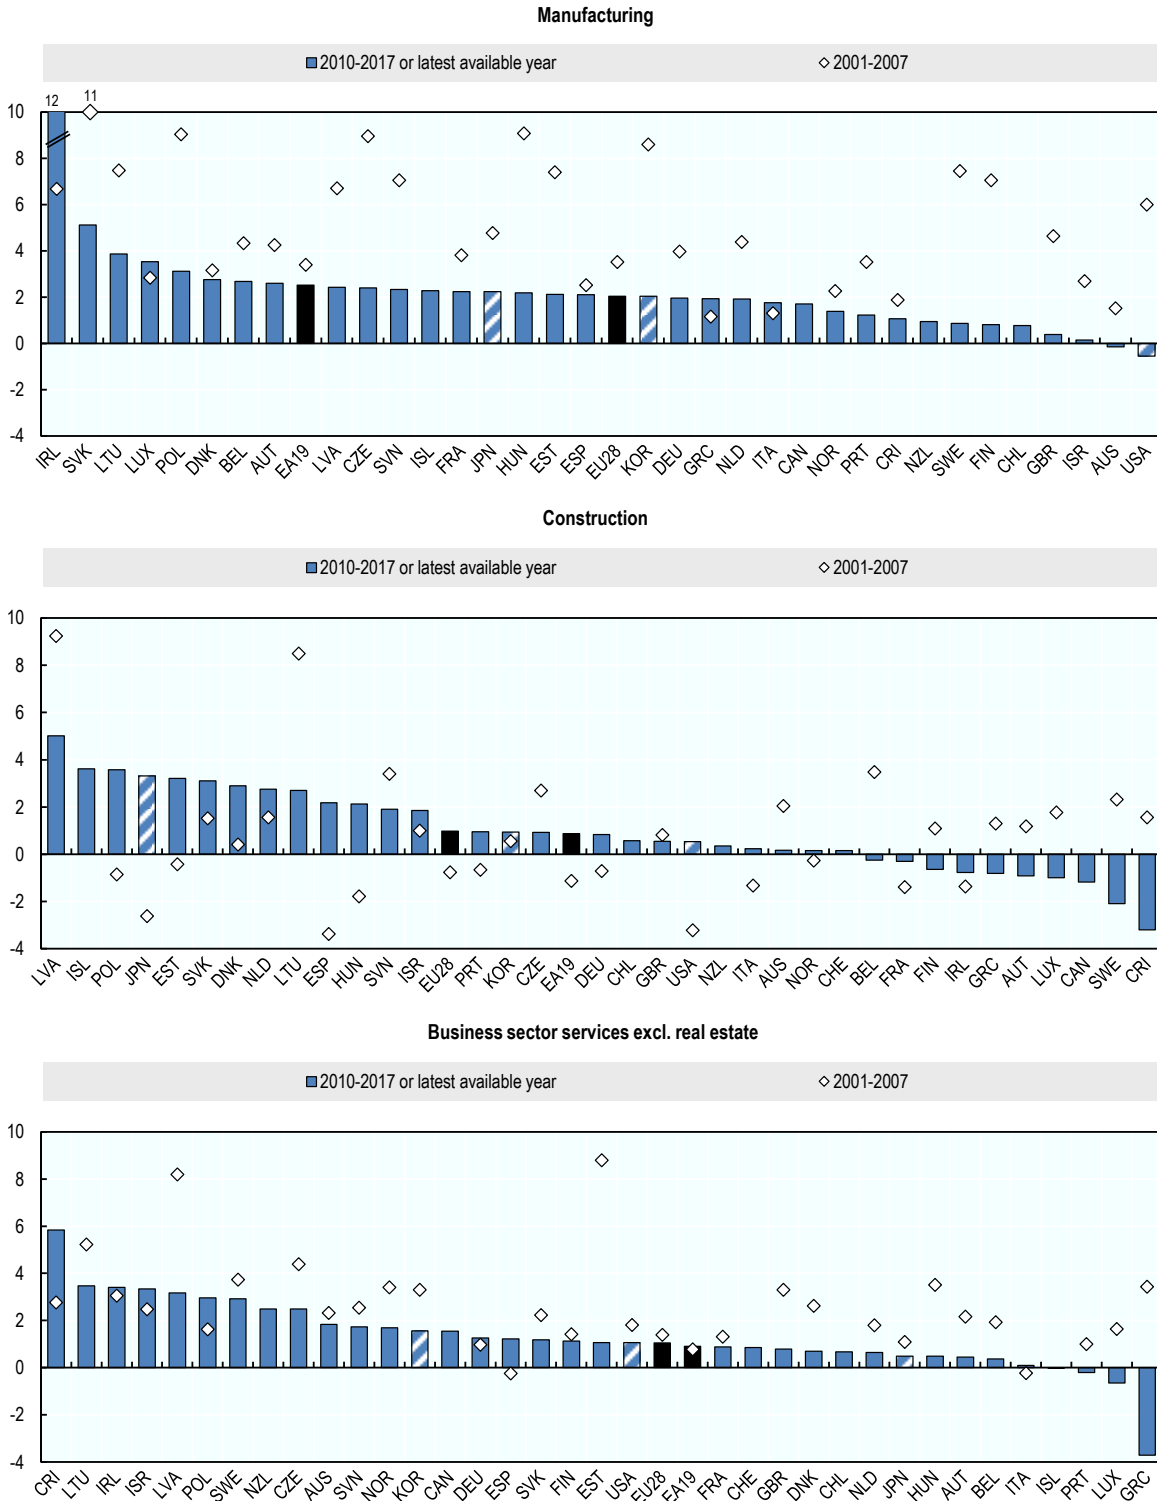 Manufacturing
2010-2017 or latest available year 2001-2007
12 11
10
8
6
4
2
0
-2
-4
IRL SVK LTU LUX POL DNK BEL AUT EA19 LVA CZE SVN ISL FRA JPN HUN EST ESP EU28 KOR DEU GRC NLD ITA CAN NOR PRT CRI NZL SWE FIN CHL GBR ISR AUS USA
Construction
2010-2017 or latest available year 2001-2007
10
8
6
4
2
0
-2
-4
LVA ISL POL JPN EST SVK DNK NLD LTU ESP HUN SVN ISR EU28 PRT KOR CZE EA19 DEU CHL GBR USA NZL ITA AUS NOR CHE BEL FRA FIN IRL GRC AUT LUX CAN SWE CRI
Business sector services excl. real estate
2010-2017 or latest available year 2001-2007
10
8
6
4
2
0
-2
-4
CRI LTU IRL ISR LVA POL SWE NZL CZE AUS SVN NOR KOR CAN DEU ESP SVK FIN EST USA EU28 EA19 FRA CHE GBR DNK CHL NLD JPN HUN AUT BEL ITA ISL PRT LUX GRC